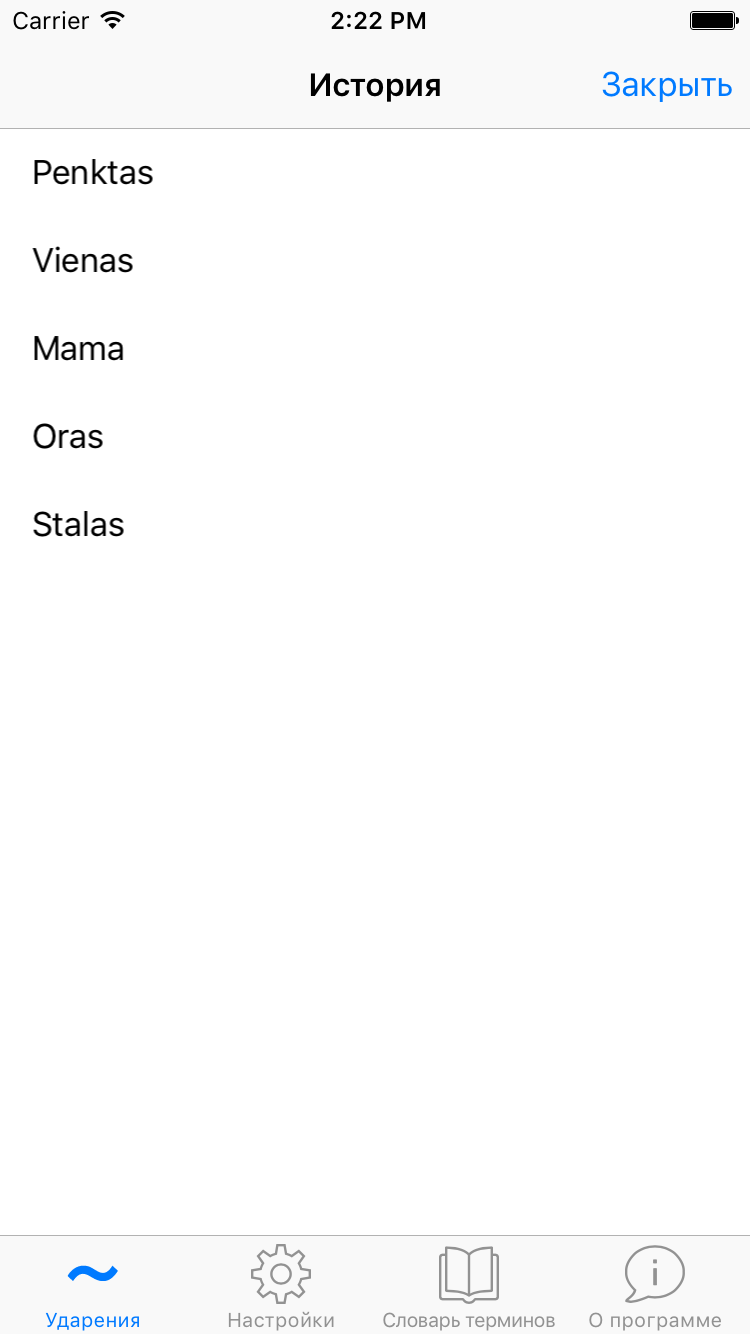 Carrier 2:22 PM
История Закрыть
Penktas
Vienas
Mama
Oras
Stalas
Ударения Настройки Словарь терминов О программе